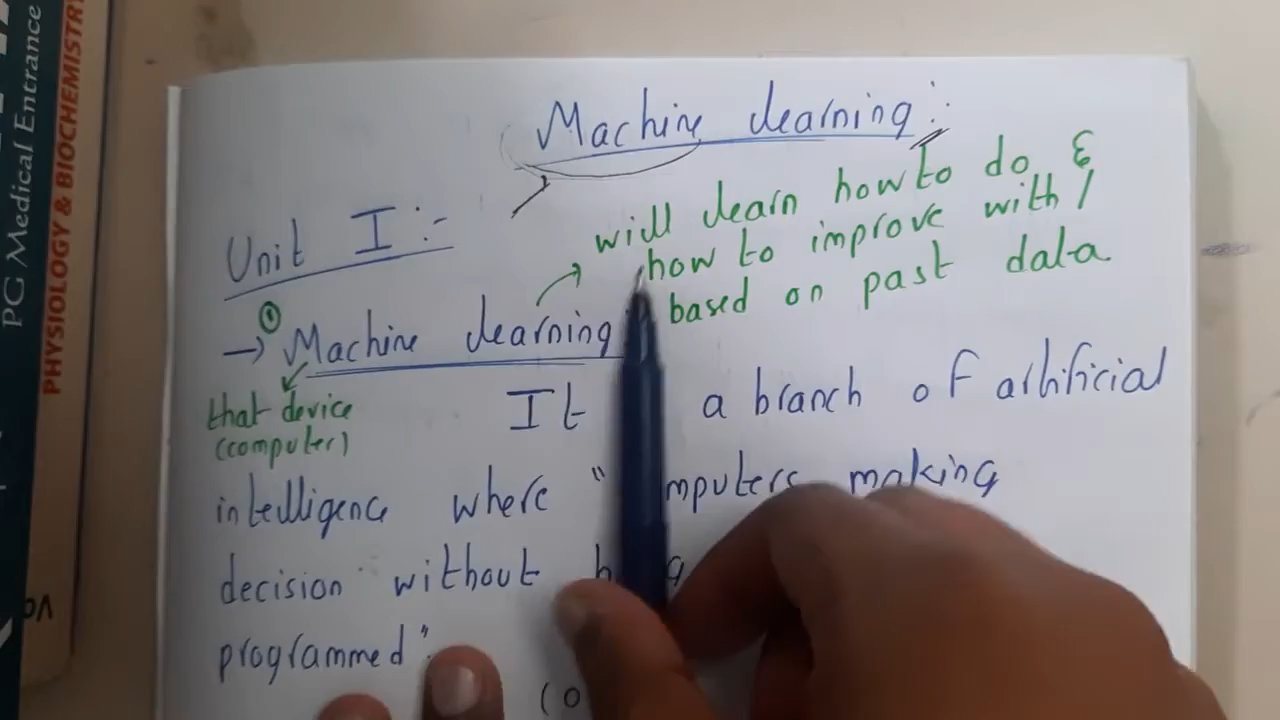 PG Medical Entrance
PHYSIOLOGY & BIOCHEMISTRY
Machine learning :
Unit I :-
will learn how to do &
how to improve with /
based on past data
→ ① Machine learning
that device
(computer)
It a branch of artificial
intelligence where " mputers making
decision without
programmed"
(O